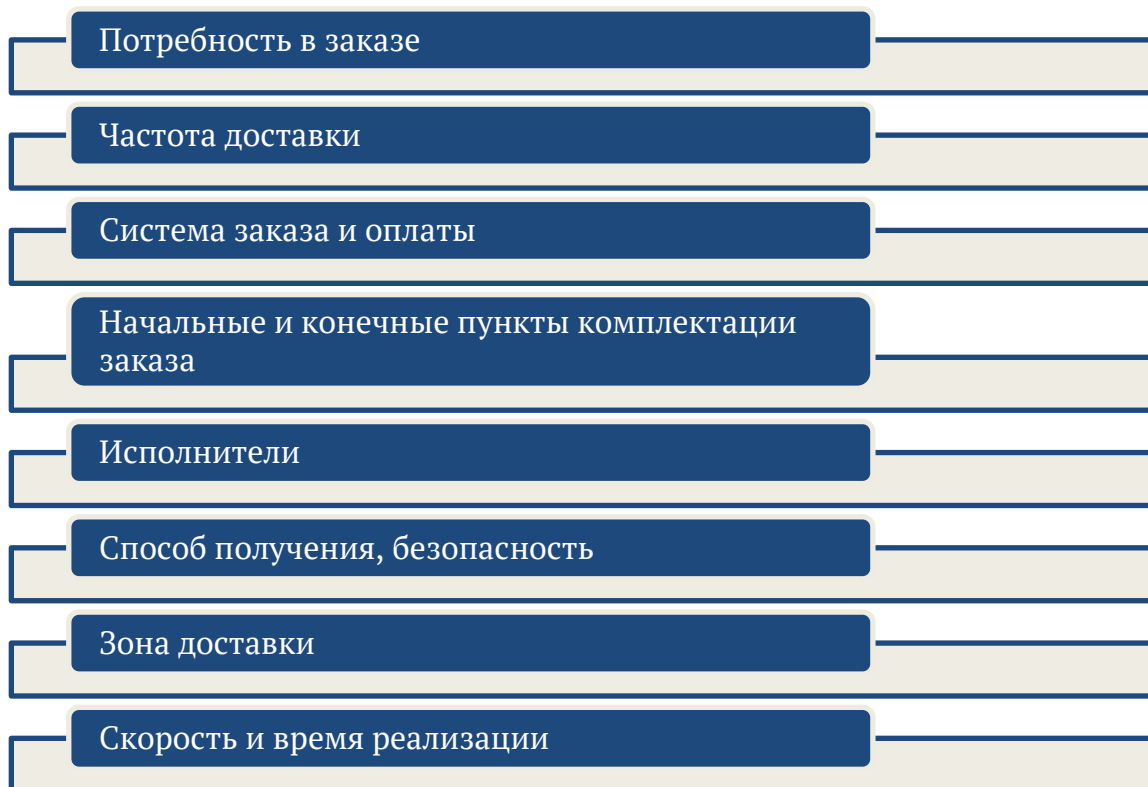 Потребность в заказе
Частота доставки
Система заказа и оплаты
Начальные и конечные пункты комплектации
заказа
Исполнители
Способ получения, безопасность
Зона доставки
Скорость и время реализации